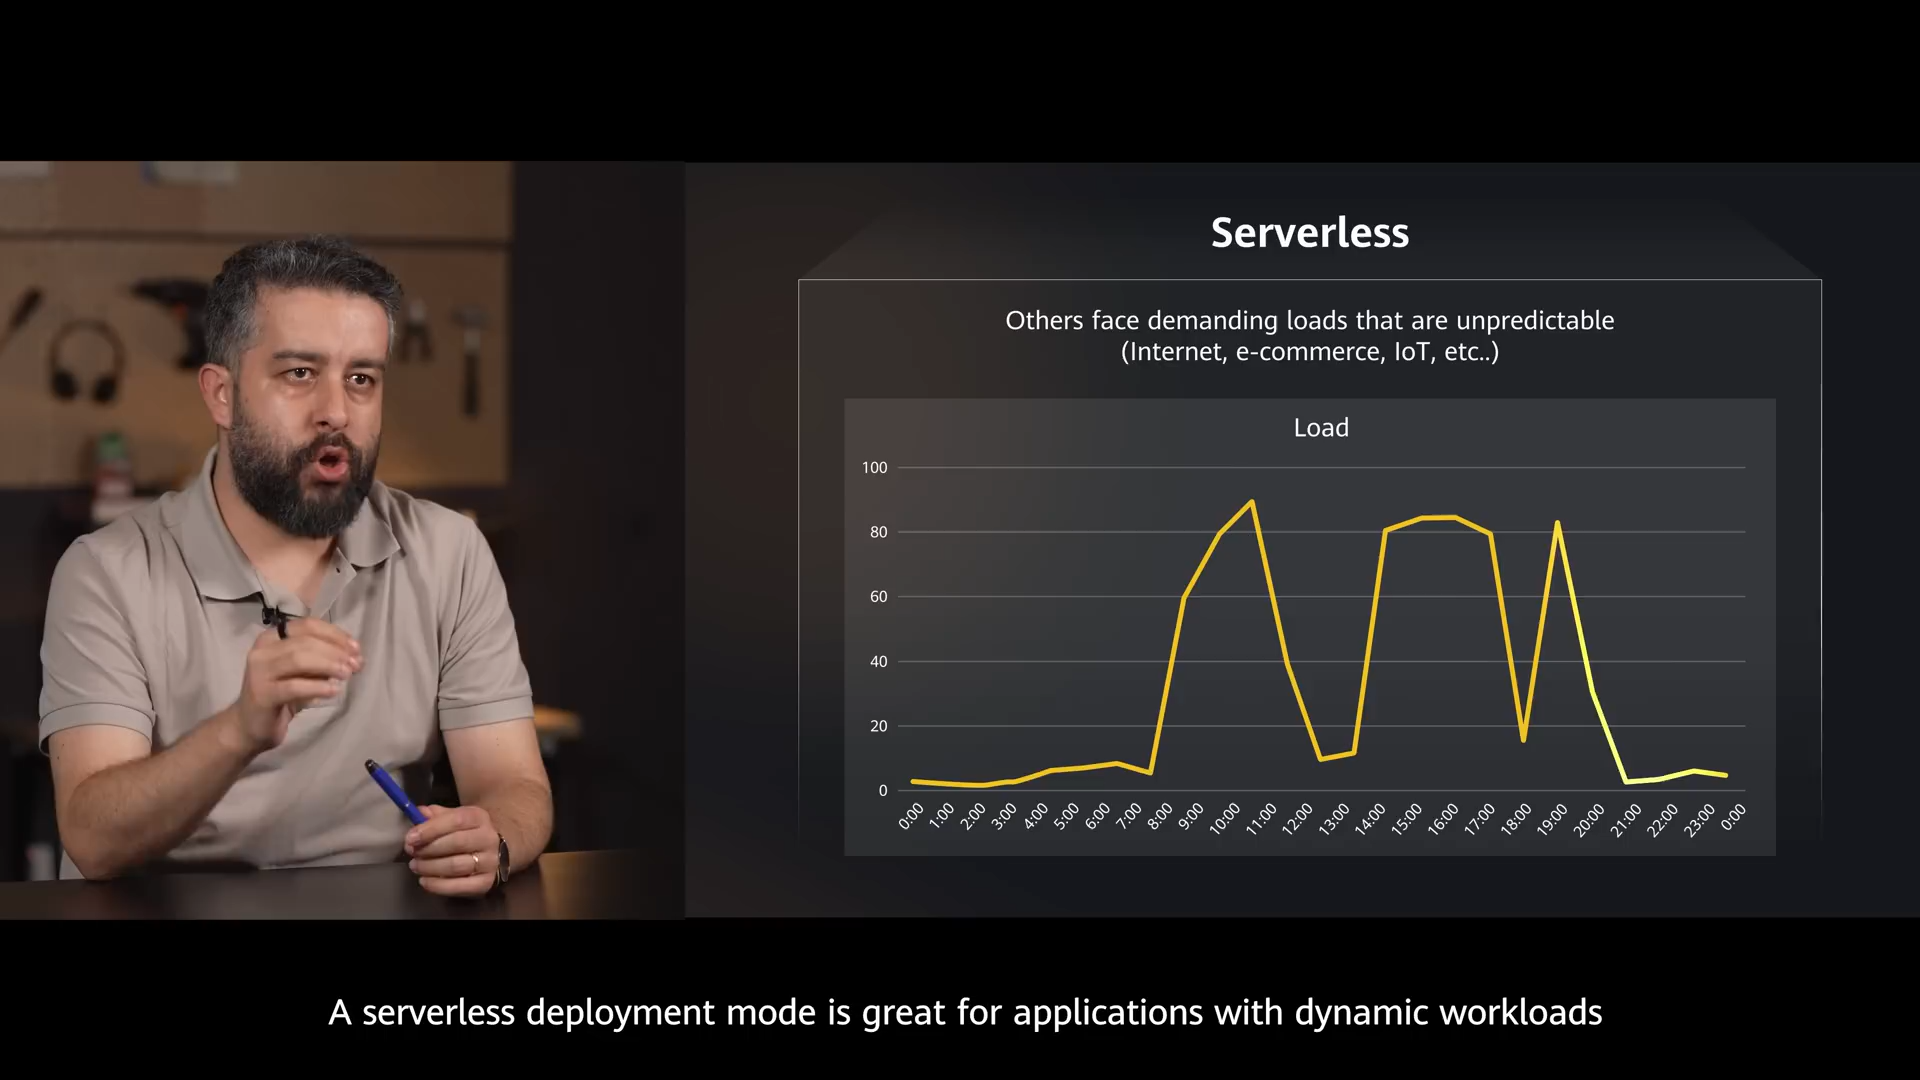 Serverless
Others face demanding loads that are unpredictable
(Internet, e-commerce, IoT, etc..)
Load
100
80
60
40
20
0
0:00 1:00 2:00 3:00 4:00 5:00 6:00 7:00 8:00 9:00 10:00 11:00 12:00 13:00 14:00 15:00 16:00 17:00 18:00 19:00 20:00 21:00 22:00 23:00 0:00
A serverless deployment mode is great for applications with dynamic workloads